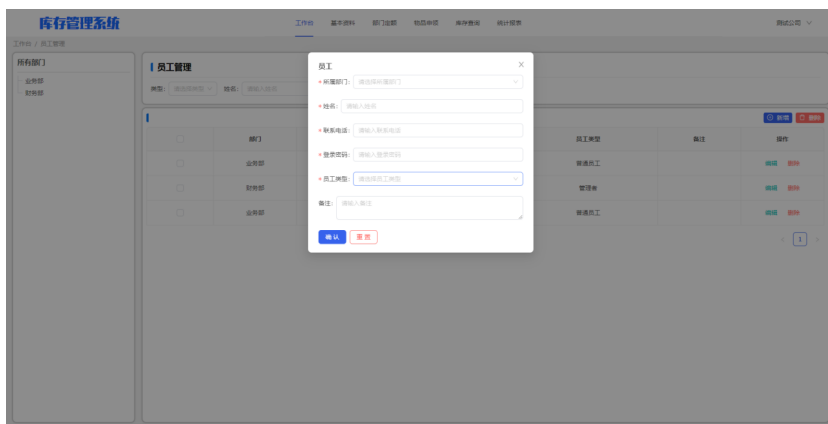 库存管理系统
工作台 基本资料 部门出部 物品申领 库存查询 统计报表
测试公司
工作台 / 员工管理
所有部门
业务部
财务部
员工管理
类型: 请选择类型 姓名: 请输入姓名
新增 删除
部门 员工类型 备注 操作
业务部 普通员工 编辑 删除
财务部 管理者 编辑 删除
业务部 普通员工 编辑 删除
1
员工
* 所属部门: 请选择所属部门
* 姓名: 请输入姓名
* 联系电话: 请输入联系电话
* 登录密码: 请输入登录密码
* 员工类型: 请选择员工类型
备注: 请输入备注
确 认 重 置